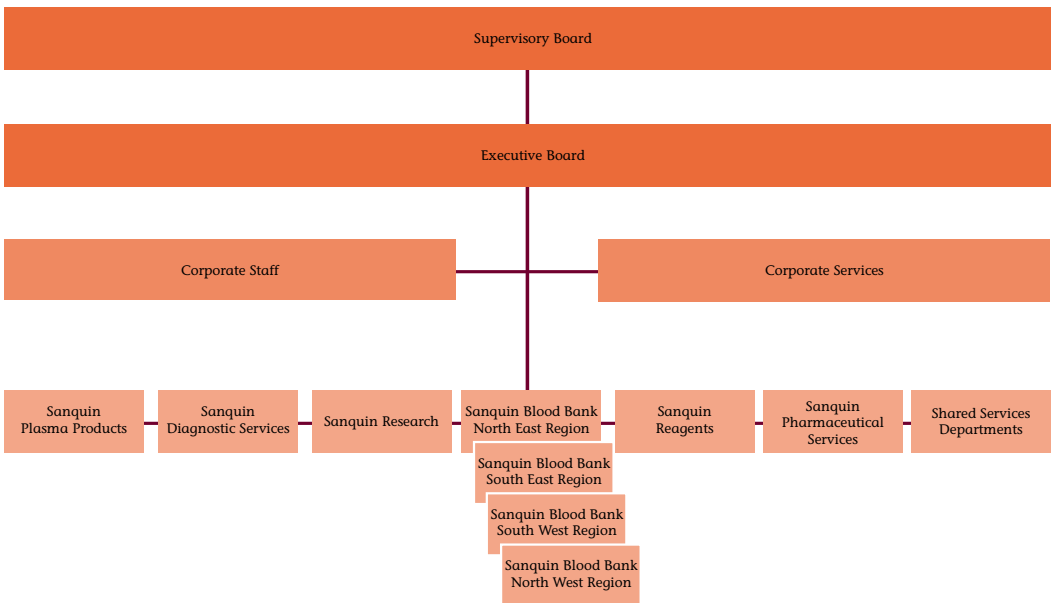 Supervisory Board
Executive Board
Corporate Staff
Corporate Services
Sanquin
Plasma Products
Sanquin
Diagnostic Services
Sanquin Research
Sanquin Blood Bank
North East Region
Sanquin
Reagents
Sanquin
Pharmaceutical
Services
Shared Services
Departments
Sanquin Blood Bank
South East Region
Sanquin Blood Bank
South West Region
Sanquin Blood Bank
North West Region